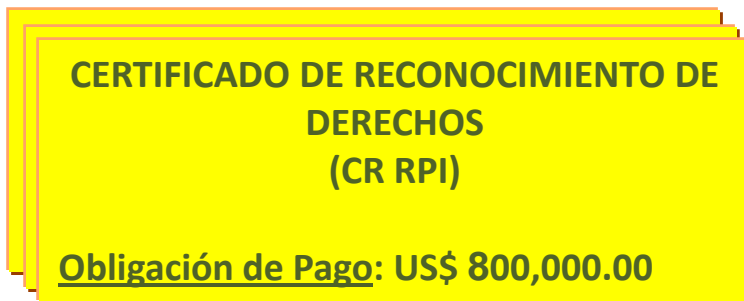 CERTIFICADO DE RECONOCIMIENTO DE
DERECHOS
(CR RPI)
Obligación de Pago: US$ 800,000.00